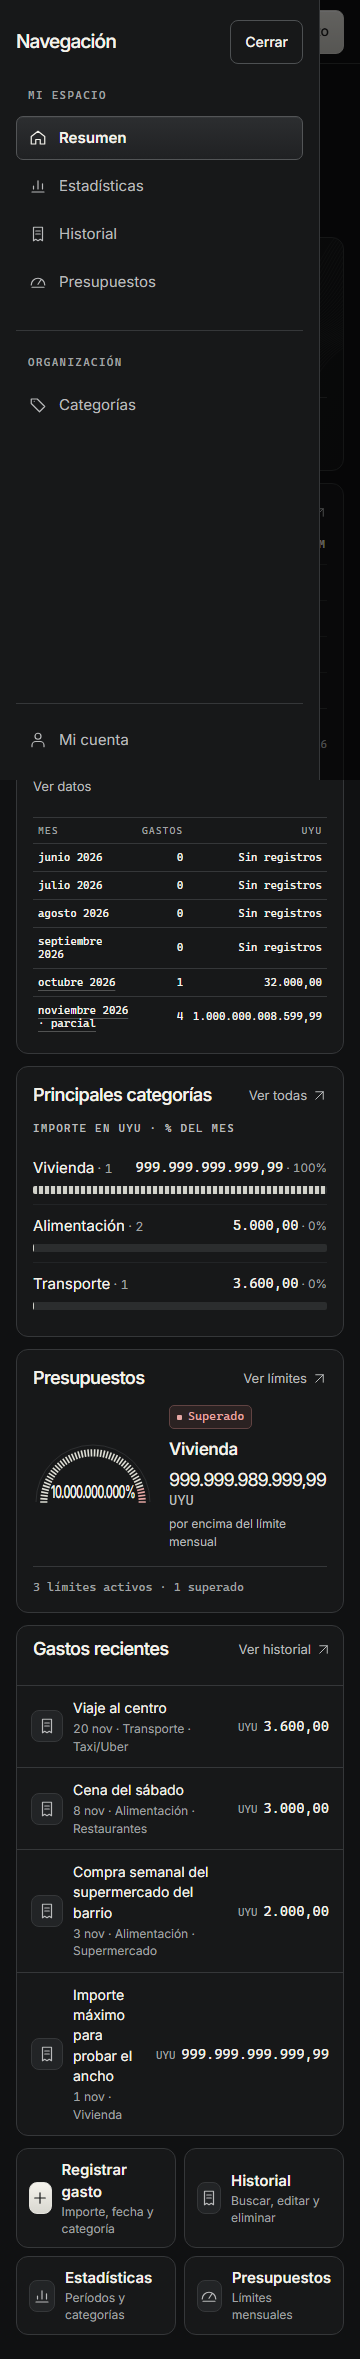 Navegación
Cerrar
MI ESPACIO
Resumen
Estadísticas
Historial
Presupuestos
ORGANIZACIÓN
Categorías
Mi cuenta
Ver datos
MES GASTOS UYU
junio 2026 0 Sin registros
julio 2026 0 Sin registros
agosto 2026 0 Sin registros
septiembre
2026 0 Sin registros
octubre 2026 1 32.000,00
noviembre 2026
· parcial 4 1.000.000.008.599,99
Principales categorías Ver todas
IMPORTE EN UYU · % DEL MES
Vivienda · 1 999.999.999.999,99 · 100%
Alimentación · 2 5.000,00 · 0%
Transporte · 1 3.600,00 · 0%
Presupuestos Ver límites
Superado
Vivienda
10.000.000.000%
999.999.989.999,99
UYU
por encima del límite
mensual
3 límites activos · 1 superado
Gastos recientes Ver historial
Viaje al centro
20 nov · Transporte ·
Taxi/Uber
UYU 3.600,00
Cena del sábado
8 nov · Alimentación ·
Restaurantes
UYU 3.000,00
Compra semanal del
supermercado del
barrio
3 nov · Alimentación ·
Supermercado
UYU 2.000,00
Importe
máximo
para
probar el
ancho
1 nov ·
Vivienda
UYU 999.999.999.999,99
Registrar
gasto
Importe, fecha y
categoría
Historial
Buscar, editar y
eliminar
Estadísticas
Períodos y
categorías
Presupuestos
Límites
mensuales